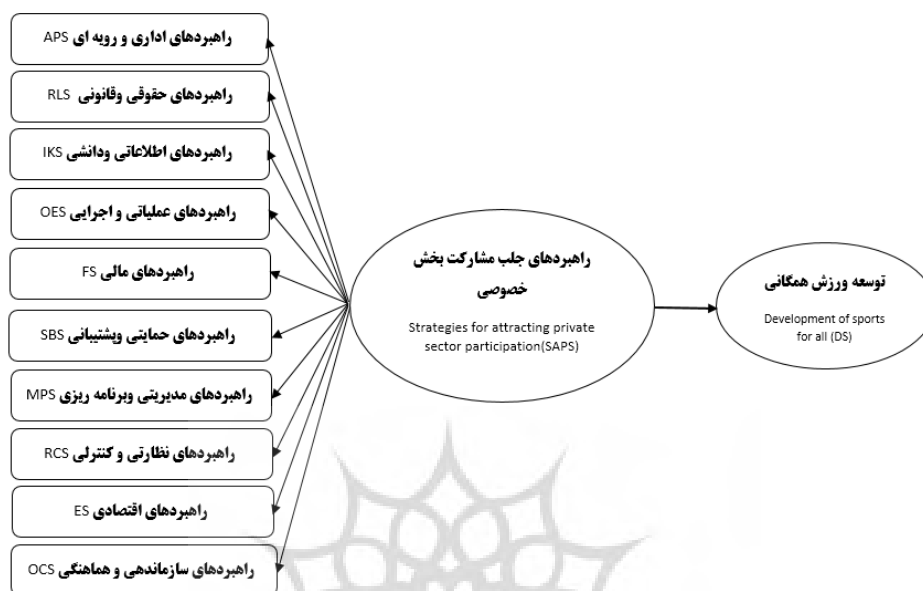 راهبردهای اداری و رویه ای APS
راهبردهای حقوقی وقانونی RLS
راهبردهای اطلاعاتی ودانشی IKS
راهبردهای عملیاتی و اجرایی OES
راهبردهای مالی FS
راهبردهای حمایتی وپشتیبانی SBS
راهبردهای مدیریتی وبرنامه ریزی MPS
راهبردهای نظارتی و کنترلی RCS
راهبردهای اقتصادی ES
راهبردهای سازماندهی و هماهنگی OCS
راهبردهای جلب مشارکت بخش
خصوصی
Strategies for attracting private
sector participation(SAPS)
توسعه ورزش همگانی
Development of sports
for all (DS)